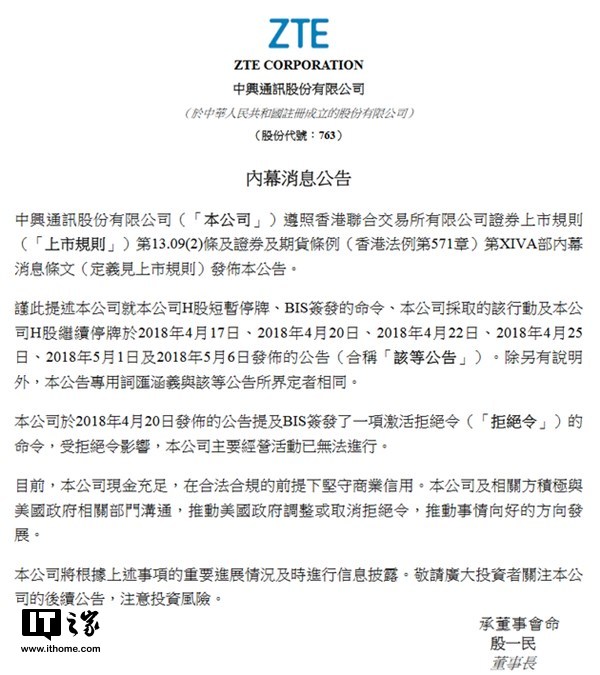 ZTE
ZTE CORPORATION
中興通訊股份有限公司
（於中華人民共和國註冊成立的股份有限公司）
（股份代號：763）
內幕消息公告
中興通訊股份有限公司（「本公司」）遵照香港聯合交易所有限公司證券上市規則
（「上市規則」）第13.09(2)條及證券及期貨條例（香港法例第571章）第XIVA部內幕
消息條文（定義見上市規則）發佈本公告。
謹此提述本公司就本公司H股短暫停牌、BIS簽發的命令、本公司採取的該行動及本公
司H股繼續停牌於2018年4月17日、2018年4月20日、2018年4月22日、2018年4月25
日、2018年5月1日及2018年5月6日發佈的公告（合稱「該等公告」）。除另有說明
外，本公告專用詞匯涵義與該等公告所界定者相同。
本公司於2018年4月20日發佈的公告提及BIS簽發了一項激活拒絕令（「拒絕令」）的
命令，受拒絕令影響，本公司主要經營活動已無法進行。
目前，本公司現金充足，在合法合規的前提下堅守商業信用。本公司及相關方積極與
美國政府相關部門溝通，推動美國政府調整或取消拒絕令，推動事情向好的方向發
展。
本公司將根據上述事項的重要進展情況及時進行信息披露。敬請廣大投資者關注本公
司的後續公告，注意投資風險。
承董事會命
殷一民
董事長
IT之家
www.ithome.com